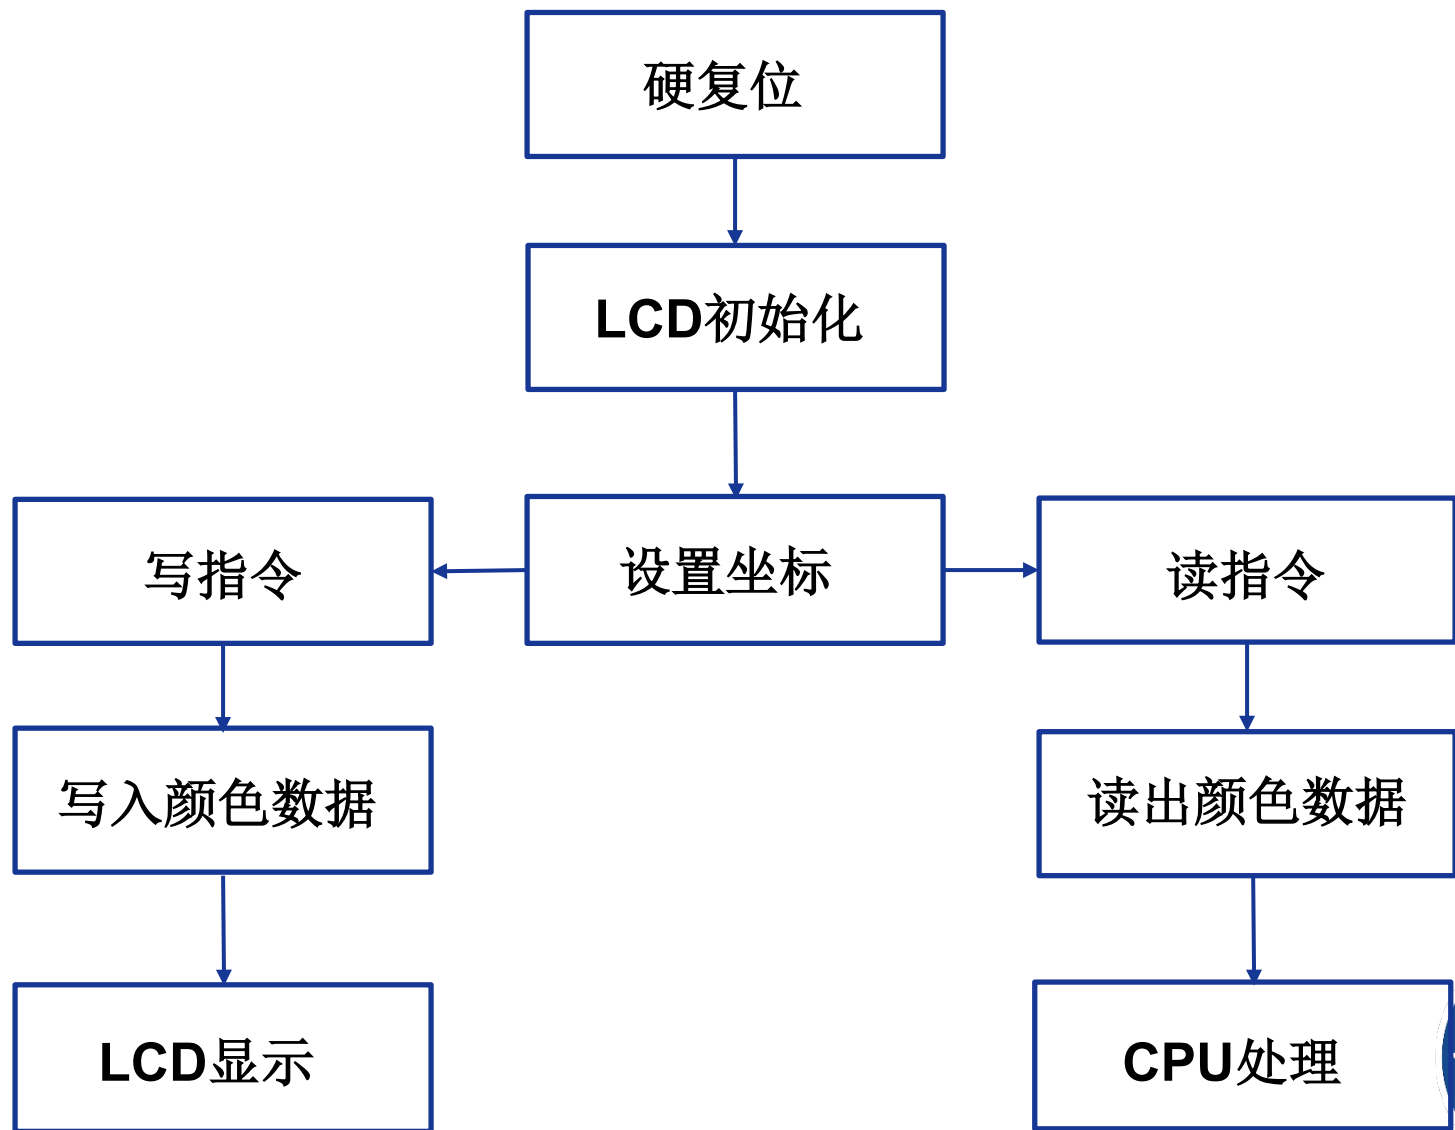 硬复位
LCD初始化
写指令
设置坐标
读指令
写入颜色数据
读出颜色数据
LCD显示
CPU处理